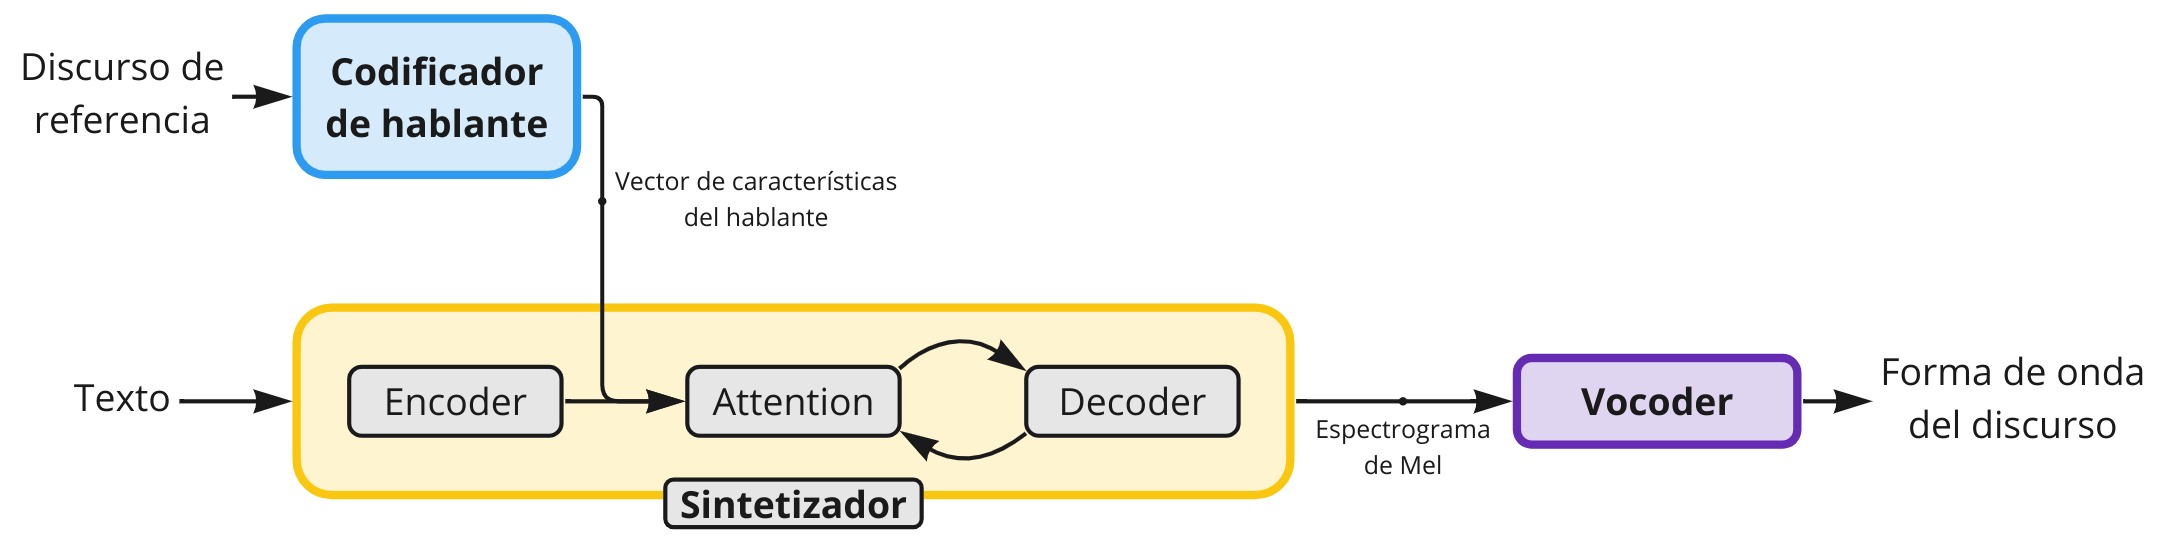 Discurso de
referencia
Codificador
de hablante
Vector de características
del hablante
Texto
Encoder
Attention
Decoder
Sintetizador
Espectrograma
de Mel
Vocoder
Forma de onda
del discurso